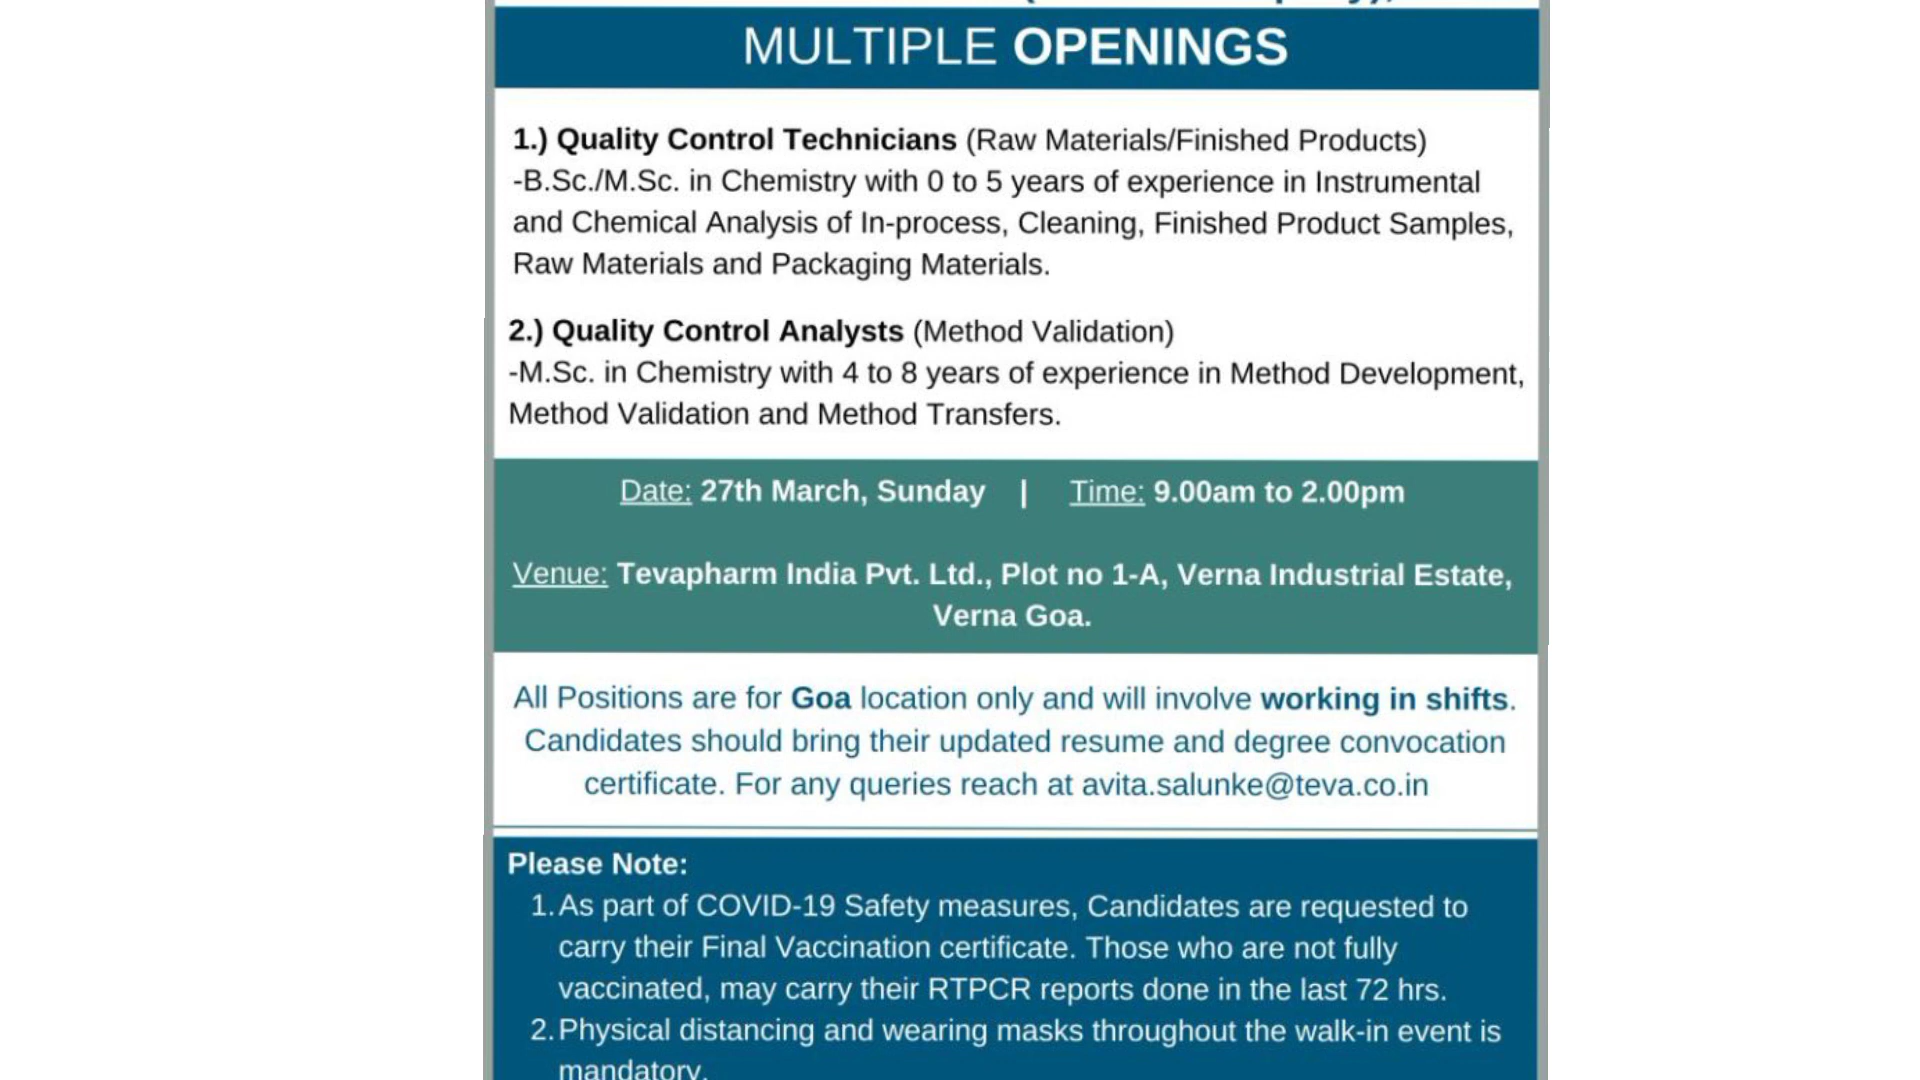 MULTIPLE OPENINGS
1.) Quality Control Technicians (Raw Materials/Finished Products)
-B.Sc./M.Sc. in Chemistry with 0 to 5 years of experience in Instrumental
and Chemical Analysis of In-process, Cleaning, Finished Product Samples,
Raw Materials and Packaging Materials.
2.) Quality Control Analysts (Method Validation)
-M.Sc. in Chemistry with 4 to 8 years of experience in Method Development,
Method Validation and Method Transfers.
Date: 27th March, Sunday | Time: 9.00am to 2.00pm
Venue: Tevapharm India Pvt. Ltd., Plot no 1-A, Verna Industrial Estate,
Verna Goa.
All Positions are for Goa location only and will involve working in shifts.
Candidates should bring their updated resume and degree convocation
certificate. For any queries reach at avita.salunke@teva.co.in
Please Note:
1. As part of COVID-19 Safety measures, Candidates are requested to
carry their Final Vaccination certificate. Those who are not fully
vaccinated, may carry their RTPCR reports done in the last 72 hrs.
2. Physical distancing and wearing masks throughout the walk-in event is
mandatory.